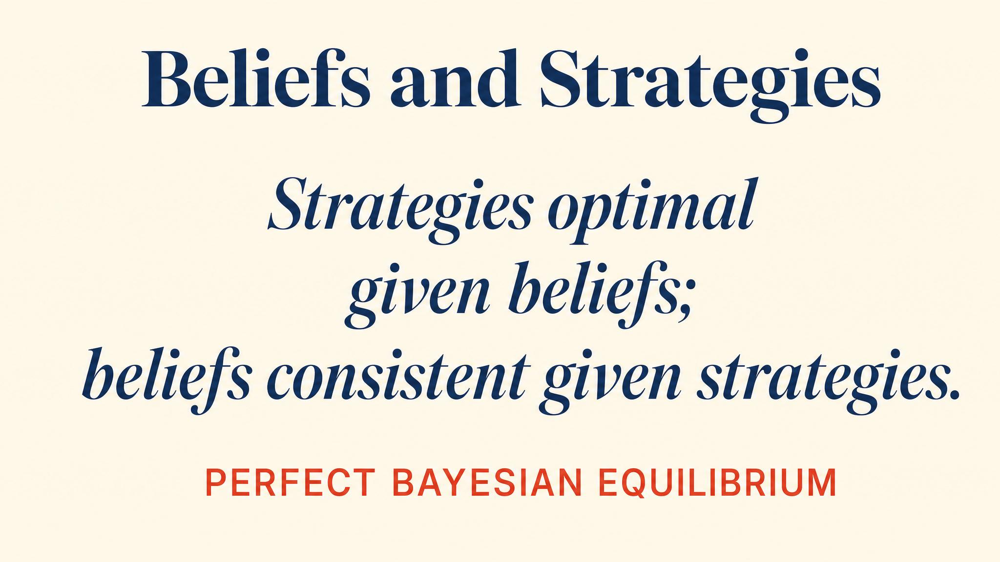 Beliefs and Strategies
Strategies optimal
given beliefs;
beliefs consistent given strategies.
PERFECT BAYESIAN EQUILIBRIUM